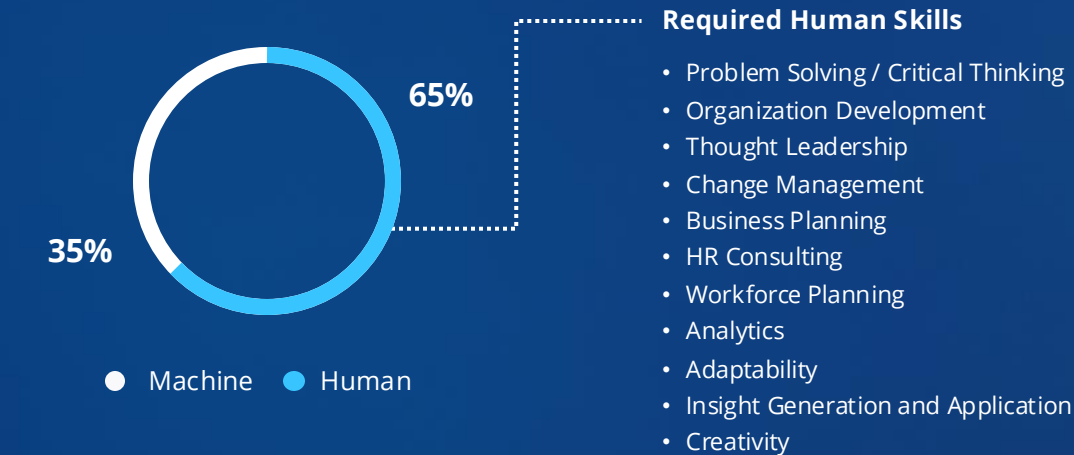 65%
35%
Machine
Human
Required Human Skills
• Problem Solving / Critical Thinking
• Organization Development
• Thought Leadership
• Change Management
• Business Planning
• HR Consulting
• Workforce Planning
• Analytics
• Adaptability
• Insight Generation and Application
• Creativity